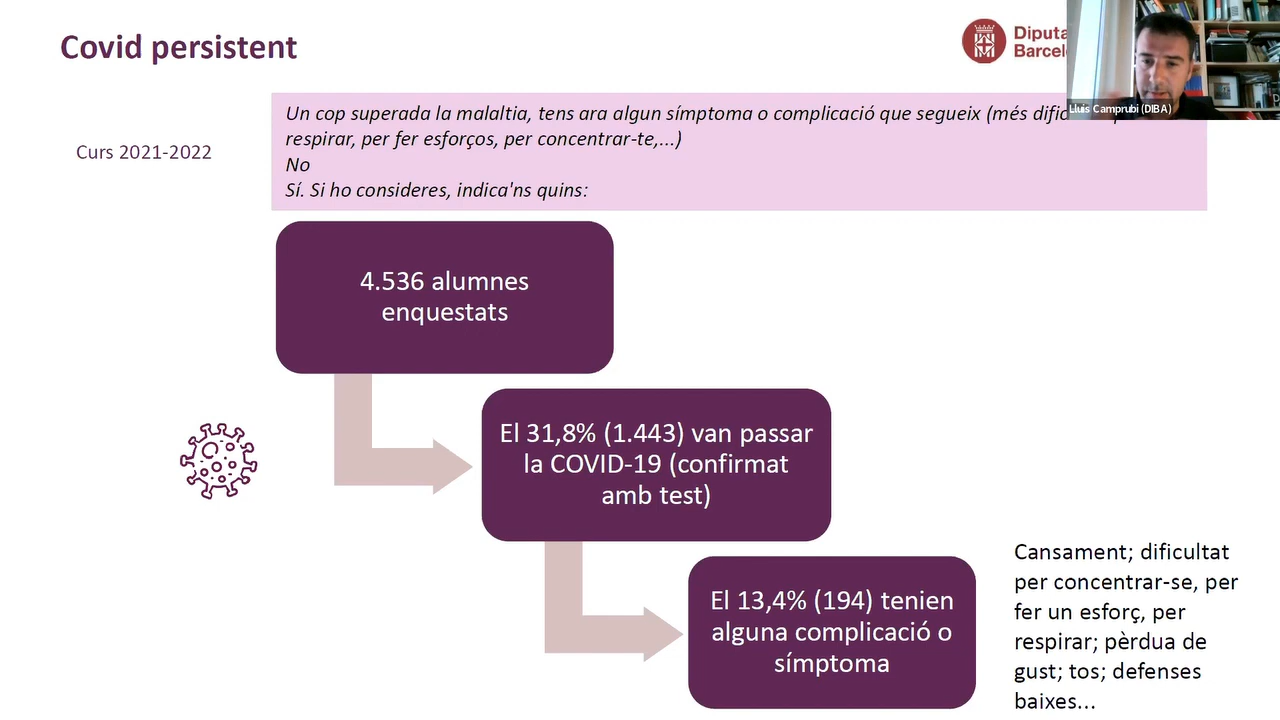 Covid persistent
Diputa
Barcel
Lluis Camprubi (DIBA)
Curs 2021-2022
Un cop superada la malaltia, tens ara algun símptoma o complicació que segueix (més
respirar, per fer esforços, per concentrar-te,...)
No
Sí. Si ho consideres, indica'ns quins:
4.536 alumnes
enquestats
El 31,8% (1.443) van passar
la COVID-19 (confirmat
amb test)
El 13,4% (194) tenien
alguna complicació o
símptoma
Cansament; dificultat
per concentrar-se, per
fer un esforç, per
respirar; pèrdua de
gust; tos; defenses
baixes...